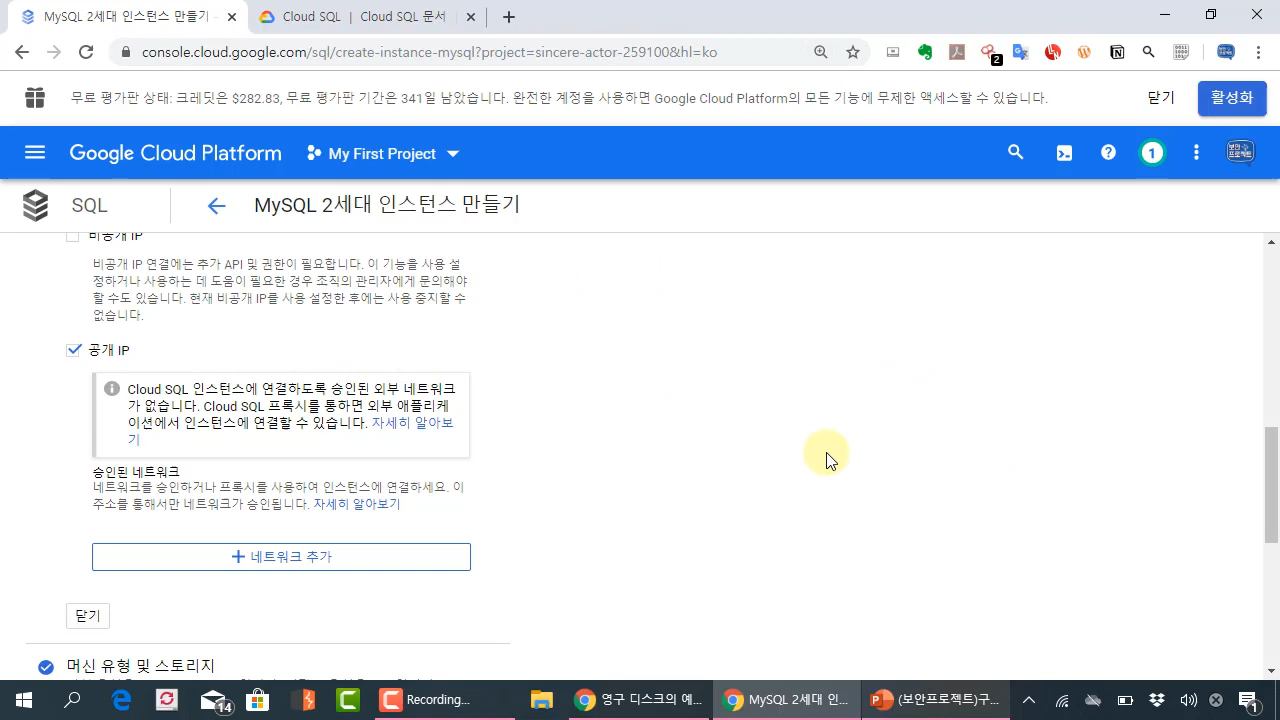 MySQL 2세대 인스턴스 만들기
Cloud SQL | Cloud SQL 문서
console.cloud.google.com/sql/create-instance-mysql?project=sincere-actor-259100&hl=ko
2
무료 평가판 상태: 크레딧은 $282.83, 무료 평가판 기간은 341일 남았습니다. 완전한 계정을 사용하면 Google Cloud Platform의 모든 기능에 무제한 액세스할 수 있습니다.
닫기
활성화
Google Cloud Platform
My First Project
1
보안
프로젝트
SQL
MySQL 2세대 인스턴스 만들기
비공개 IP
비공개 IP 연결에는 추가 API 및 권한이 필요합니다. 이 기능을 사용 설
정하거나 사용하는 데 도움이 필요한 경우 조직의 관리자에게 문의해야
할 수도 있습니다. 현재 비공개 IP를 사용 설정한 후에는 사용 중지할 수
없습니다.
공개 IP
Cloud SQL 인스턴스에 연결하도록 승인된 외부 네트워크
가 없습니다. Cloud SQL 프록시를 통하면 외부 애플리케
이션에서 인스턴스에 연결할 수 있습니다. 자세히 알아보
기
승인된 네트워크
네트워크를 승인하거나 프록시를 사용하여 인스턴스에 연결하세요. 이
주소를 통해서만 네트워크가 승인됩니다. 자세히 알아보기
네트워크 추가
닫기
머신 유형 및 스토리지
14
Recording...
영구 디스크의 예...
MySQL 2세대 인...
(보안프로젝트)구...
1